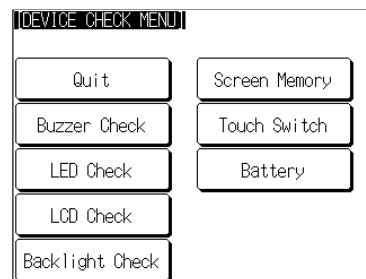 [DEVICE CHECK MENU]
Quit
Buzzer Check
LED Check
LCD Check
Backlight Check
Screen Memory
Touch Switch
Battery